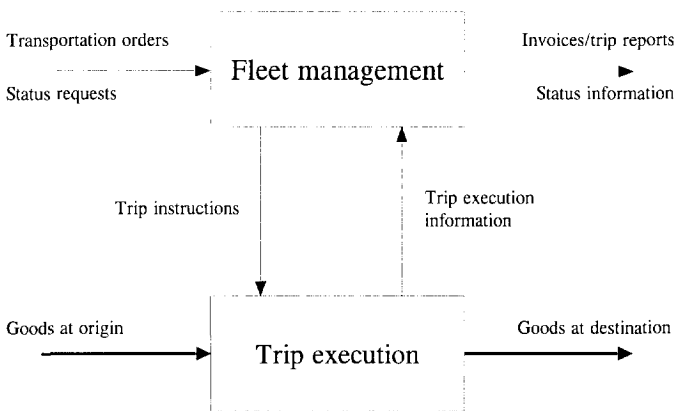 Transportation orders
Invoices/trip reports
Fleet management
Status requests
Status information
Trip instructions
Trip execution
information
Goods at origin
Goods at destination
Trip execution